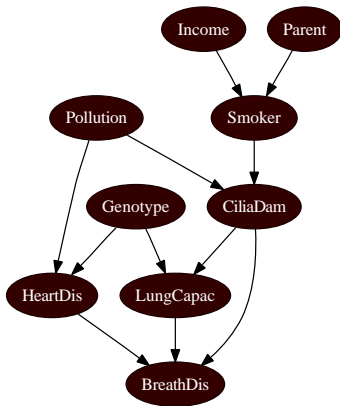 Income
Parent
Pollution
Smoker
Genotype
CiliaDam
HeartDis
LungCapac
BreathDis